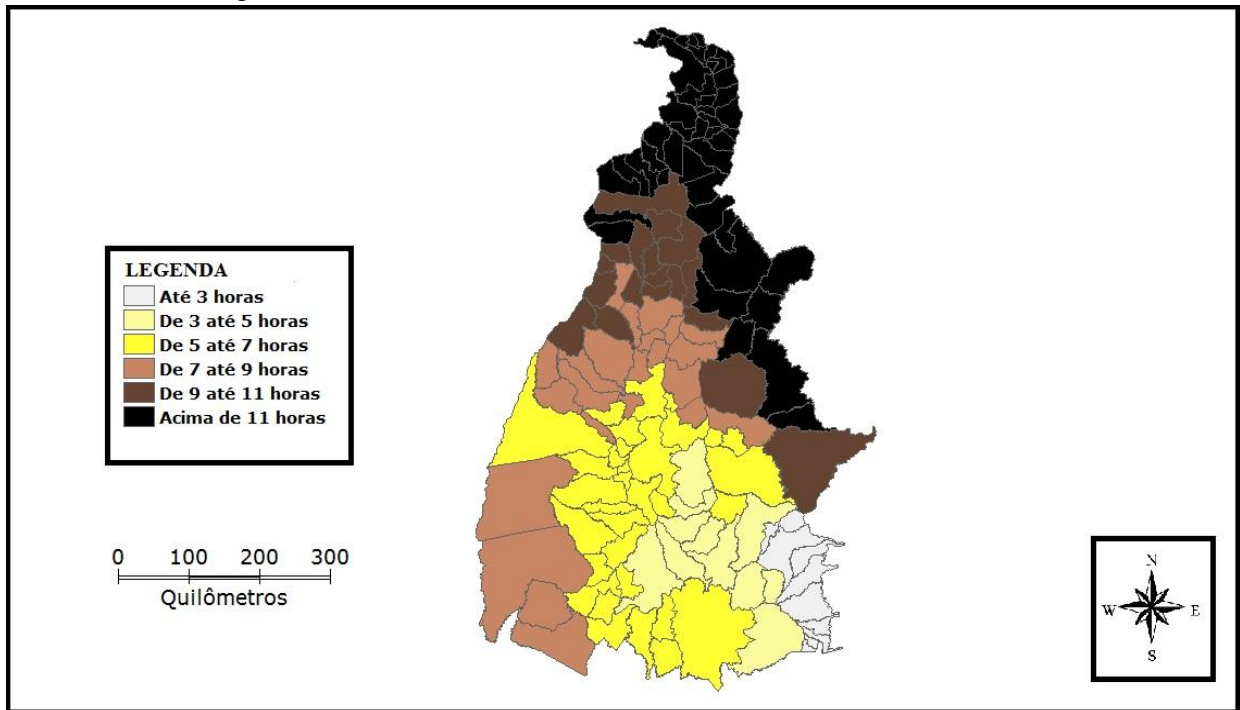 LEGENDA
Até 3 horas
De 3 até 5 horas
De 5 até 7 horas
De 7 até 9 horas
De 9 até 11 horas
Acima de 11 horas
0 100 200 300
Quilômetros
N
W E
S